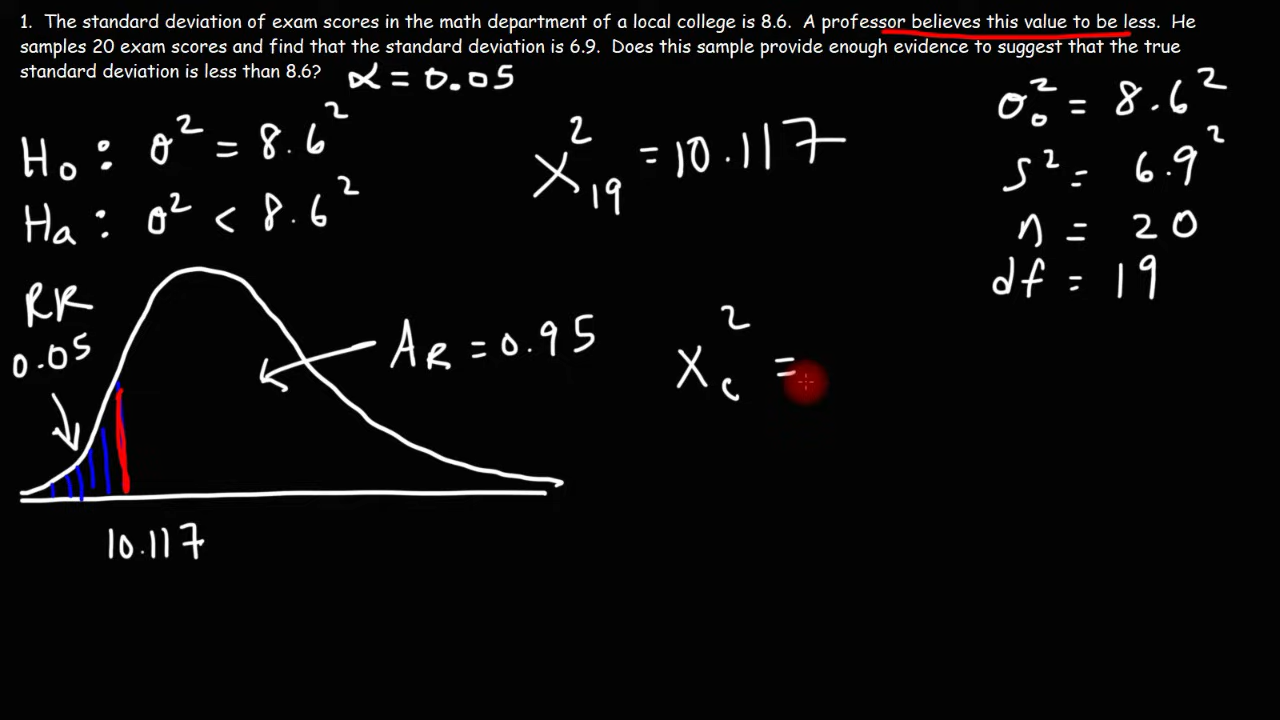 1. The standard deviation of exam scores in the math department of a local college is 8.6. A professor believes this value to be less. He
samples 20 exam scores and find that the standard deviation is 6.9. Does this sample provide enough evidence to suggest that the true
standard deviation is less than 8.6?
α = 0.05
H₀ : σ² = 8.6²
Hₐ : σ² < 8.6²
X²₁₉ = 10.117
σ₀² = 8.6²
s² = 6.9²
n = 20
df = 19
RR
0.05
AR = 0.95
X²c =
10.117